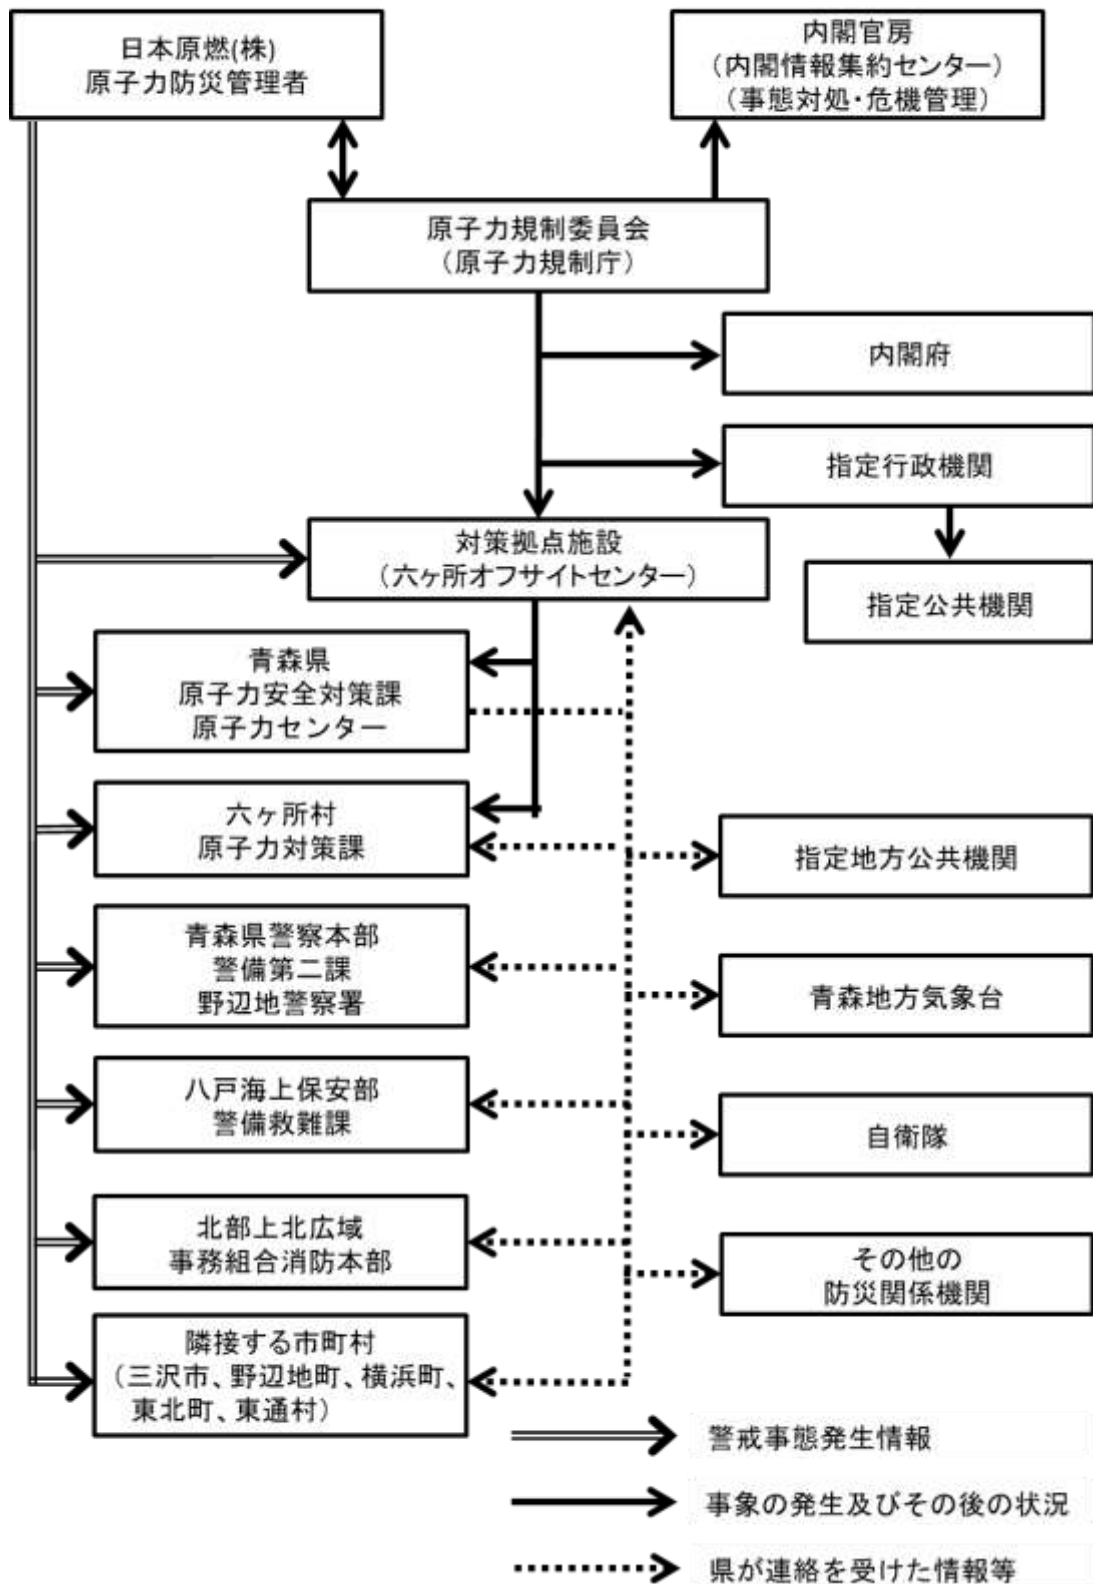 日本原燃(株)
原子力防災管理者
内閣官房
(内閣情報集約センター)
(事態対処・危機管理)
原子力規制委員会
(原子力規制庁)
内閣府
指定行政機関
対策拠点施設
(六ヶ所オフサイトセンター)
指定公共機関
青森県
原子力安全対策課
原子力センター
六ヶ所村
原子力対策課
指定地方公共機関
青森県警察本部
警備第二課
野辺地警察署
青森地方気象台
八戸海上保安部
警備救難課
自衛隊
北部上北広域
事務組合消防本部
その他の
防災関係機関
隣接する市町村
(三沢市、野辺地町、横浜町、
東北町、東通村)
警戒事態発生情報
事象の発生及びその後の状況
県が連絡を受けた情報等